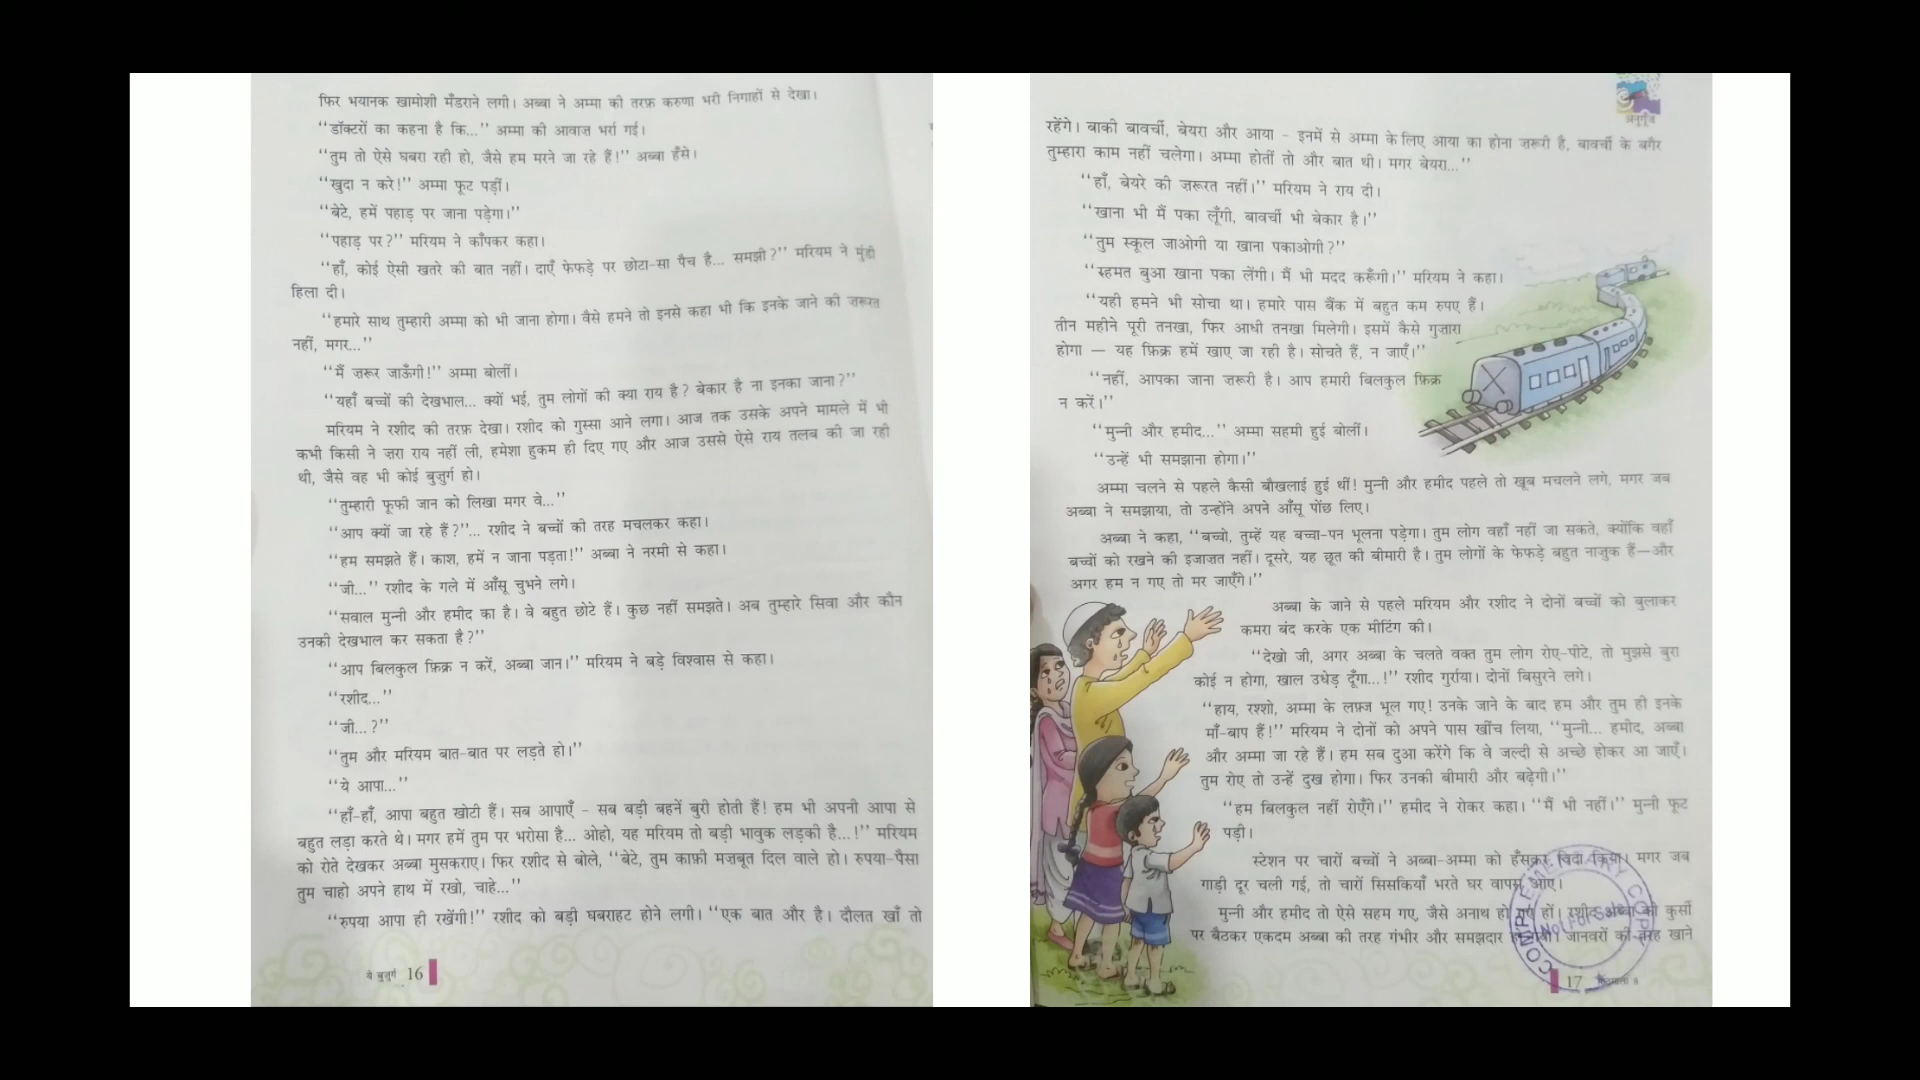 फिर भयानक खामोशी मँडराने लगी। अब्बा ने अम्मा की तरफ़ करुणा भरी निगाहों से देखा।
“डॉक्टरों का कहना है कि...” अम्मा की आवाज़ भर्रा गई।
“तुम तो ऐसे घबरा रही हो, जैसे हम मरने जा रहे हैं!” अब्बा हँसे।
“खुदा न करे!” अम्मा फूट पड़ीं।
“बेटे, हमें पहाड़ पर जाना पड़ेगा।”
“पहाड़ पर?” मरियम ने काँपकर कहा।
“हाँ, कोई ऐसी खतरे की बात नहीं। दाएँ फेफड़े पर छोटा-सा पैच है... समझी?” मरियम ने मुंडी
हिला दी।
“हमारे साथ तुम्हारी अम्मा को भी जाना होगा। वैसे हमने तो इनसे कहा भी कि इनके जाने की ज़रूरत
नहीं, मगर...”
“मैं ज़रूर जाऊँगी!” अम्मा बोलीं।
“यहाँ बच्चों की देखभाल... क्यों भई, तुम लोगों की क्या राय है? बेकार है ना इनका जाना?”
मरियम ने रशीद की तरफ़ देखा। रशीद को गुस्सा आने लगा। आज तक उसके अपने मामले में भी
कभी किसी ने ज़रा राय नहीं ली, हमेशा हुकम ही दिए गए और आज उससे ऐसे राय तलब की जा रही
थी, जैसे वह भी कोई बुज़ुर्ग हो।
“तुम्हारी फूफी जान को लिखा मगर वे...”
“आप क्यों जा रहे हैं?”... रशीद ने बच्चों की तरह मचलकर कहा।
“हम समझते हैं। काश, हमें न जाना पड़ता!” अब्बा ने नरमी से कहा।
“जी...” रशीद के गले में आँसू चुभने लगे।
“सवाल मुन्नी और हमीद का है। वे बहुत छोटे हैं। कुछ नहीं समझते। अब तुम्हारे सिवा और कौन
उनकी देखभाल कर सकता है?”
“आप बिलकुल फ़िक्र न करें, अब्बा जान।” मरियम ने बड़े विश्वास से कहा।
“रशीद...”
“जी...?”
“तुम और मरियम बात-बात पर लड़ते हो।”
“ये आपा...”
“हाँ-हाँ, आपा बहुत खोटी हैं। सब आपाएँ - सब बड़ी बहनें बुरी होती हैं! हम भी अपनी आपा से
बहुत लड़ा करते थे। मगर हमें तुम पर भरोसा है... ओहो, यह मरियम तो बड़ी भावुक लड़की है...!” मरियम
को रोते देखकर अब्बा मुसकराए। फिर रशीद से बोले, “बेटे, तुम काफ़ी मज़बूत दिल वाले हो। रुपया-पैसा
तुम चाहो अपने हाथ में रखो, चाहे...”
“रुपया आपा ही रखेंगी!” रशीद को बड़ी घबराहट होने लगी। “एक बात और है। दौलत खाँ तो
ये बुज़ुर्ग 16
अनुगूँज
रहेंगे। बाकी बावर्ची, बेयरा और आया - इनमें से अम्मा के लिए आया का होना ज़रूरी है, बावर्ची के बगैर
तुम्हारा काम नहीं चलेगा। अम्मा होतीं तो और बात थी। मगर बेयरा...”
“हाँ, बेयरे की ज़रूरत नहीं।” मरियम ने राय दी।
“खाना भी मैं पका लूँगी, बावर्ची भी बेकार है।”
“तुम स्कूल जाओगी या खाना पकाओगी?”
“रहमत बुआ खाना पका लेंगी। मैं भी मदद करूँगी।” मरियम ने कहा।
“यही हमने भी सोचा था। हमारे पास बैंक में बहुत कम रुपए हैं।
तीन महीने पूरी तनखा, फिर आधी तनखा मिलेगी। इसमें कैसे गुज़ारा
होगा — यह फ़िक्र हमें खाए जा रही है। सोचते हैं, न जाएँ।”
“नहीं, आपका जाना ज़रूरी है। आप हमारी बिलकुल फ़िक्र
न करें।”
“मुन्नी और हमीद...” अम्मा सहमी हुई बोलीं।
“उन्हें भी समझाना होगा।”
अम्मा चलने से पहले कैसी बौखलाई हुई थीं! मुन्नी और हमीद पहले तो खूब मचलने लगे, मगर जब
अब्बा ने समझाया, तो उन्होंने अपने आँसू पोंछ लिए।
अब्बा ने कहा, “बच्चो, तुम्हें यह बच्चा-पन भूलना पड़ेगा। तुम लोग वहाँ नहीं जा सकते, क्योंकि वहाँ
बच्चों को रखने की इजाज़त नहीं। दूसरे, यह छूत की बीमारी है। तुम लोगों के फेफड़े बहुत नाज़ुक हैं—और
अगर हम न गए तो मर जाएँगे।”
अब्बा के जाने से पहले मरियम और रशीद ने दोनों बच्चों को बुलाकर
कमरा बंद करके एक मीटिंग की।
“देखो जी, अगर अब्बा के चलते वक्त तुम लोग रोए-पीटे, तो मुझसे बुरा
कोई न होगा, खाल उधेड़ दूँगा...!” रशीद गुर्राया। दोनों बिसुरने लगे।
“हाय, रश्शो, अम्मा के लफ़्ज़ भूल गए! उनके जाने के बाद हम और तुम ही इनके
माँ-बाप हैं!” मरियम ने दोनों को अपने पास खींच लिया, “मुन्नी... हमीद, अब्बा
और अम्मा जा रहे हैं। हम सब दुआ करेंगे कि वे जल्दी से अच्छे होकर आ जाएँ।
तुम रोए तो उन्हें दुख होगा। फिर उनकी बीमारी और बढ़ेगी।”
“हम बिलकुल नहीं रोएँगे।” हमीद ने रोकर कहा। “मैं भी नहीं।” मुन्नी फूट
पड़ी।
स्टेशन पर चारों बच्चों ने अब्बा-अम्मा को हँसकर विदा किया। मगर जब
गाड़ी दूर चली गई, तो चारों सिसकियाँ भरते घर वापस आए।
मुन्नी और हमीद तो ऐसे सहम गए, जैसे अनाथ हो गए हों। रशीद अब्बा की कुर्सी
पर बैठकर एकदम अब्बा की तरह गंभीर और समझदार हो गया। जानवरों की तरह खाने
COMPLEMENTARY COPY
Not For Sale
17